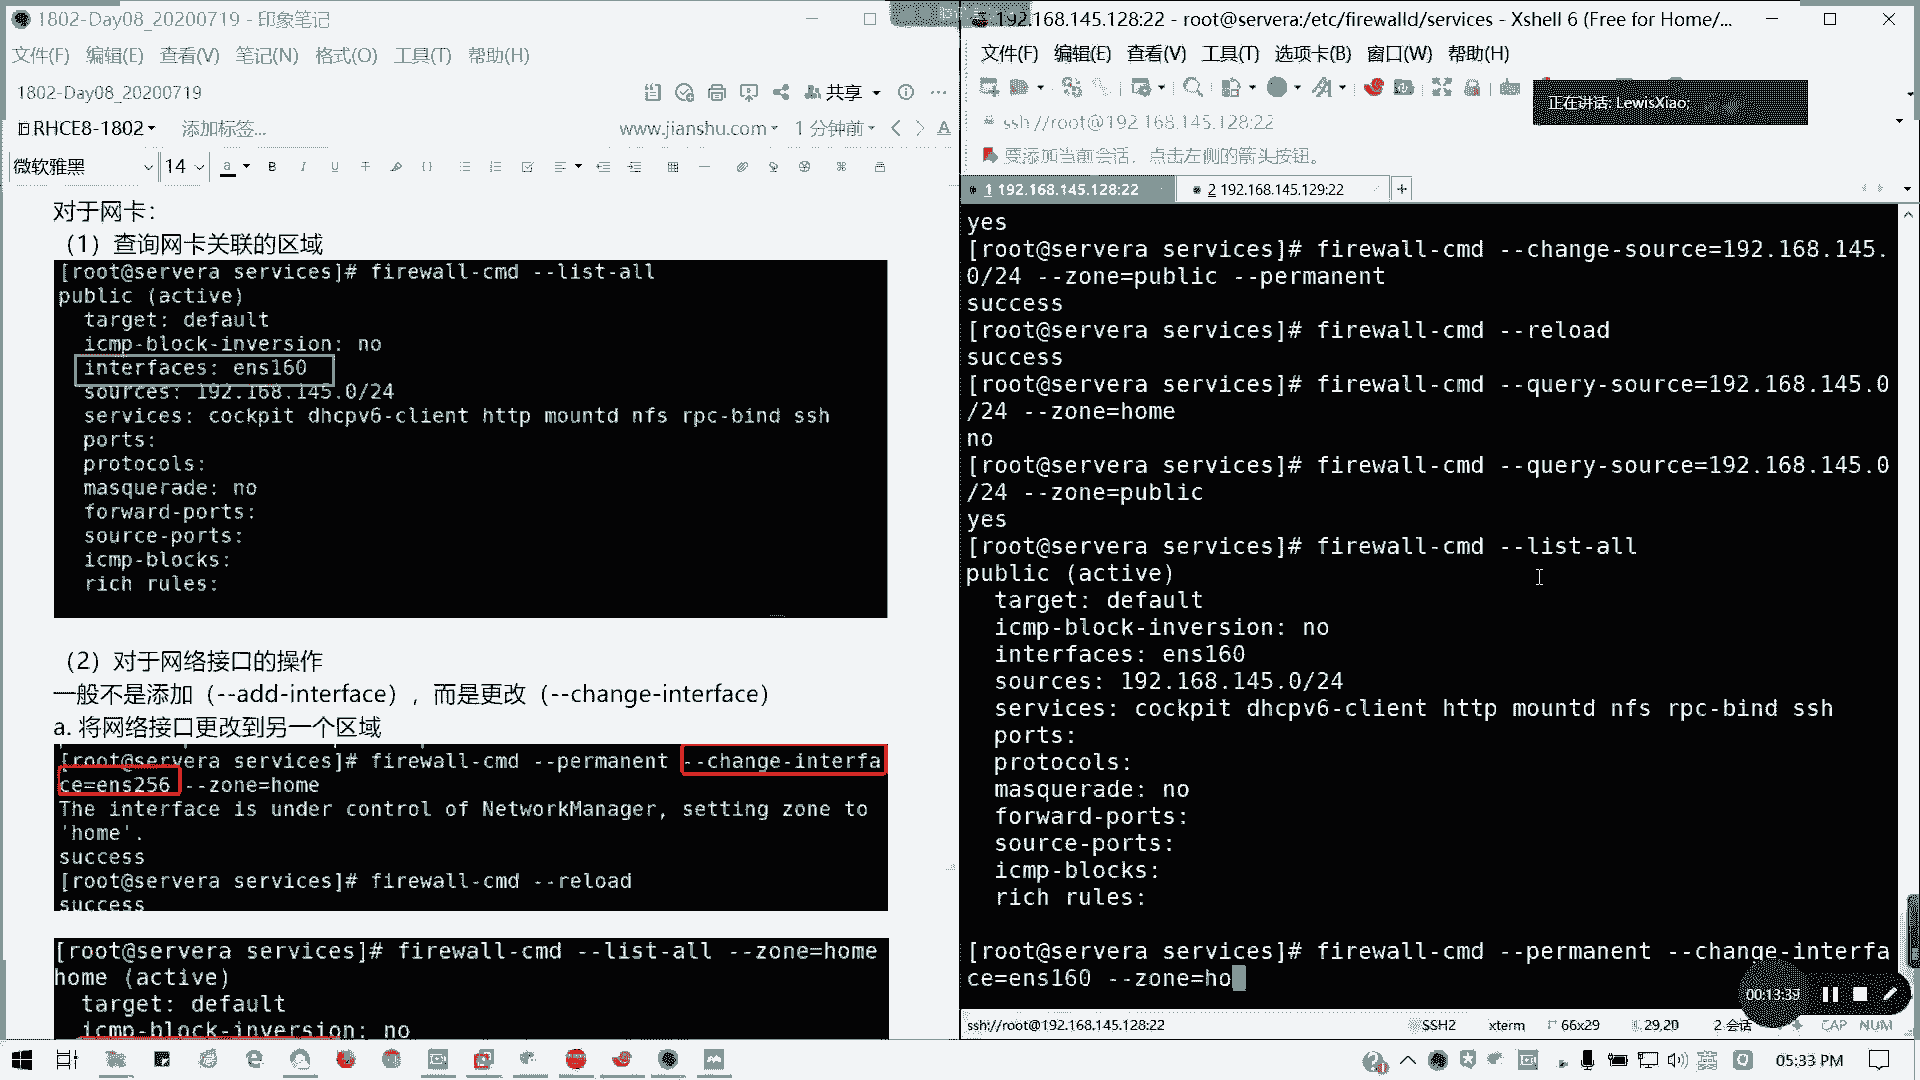 1802-Day08_20200719 - 印象笔记
文件(F) 编辑(E) 查看(V) 笔记(N) 格式(O) 工具(T) 帮助(H)
1802-Day08_20200719
共享
RHCE8-1802 添加标签...
www.jianshu.com 1 分钟前
微软雅黑 14
对于网卡：
（1）查询网卡关联的区域
[root@servera services]# firewall-cmd --list-all
public (active)
target: default
icmp-block-inversion: no
interfaces: ens160
sources: 192.168.145.0/24
services: cockpit dhcpv6-client http mountd nfs rpc-bind ssh
ports:
protocols:
masquerade: no
forward-ports:
source-ports:
icmp-blocks:
rich rules:
（2）对于网络接口的操作
一般不是添加（--add-interface），而是更改（--change-interface）
a. 将网络接口更改到另一个区域
[root@servera services]# firewall-cmd --permanent --change-interfa
ce=ens256 --zone=home
The interface is under control of NetworkManager, setting zone to
'home'.
success
[root@servera services]# firewall-cmd --reload
success
[root@servera services]# firewall-cmd --list-all --zone=home
home (active)
target: default
icmp-block-inversion: no
192.168.145.128:22 - root@servera:/etc/firewalld/services - Xshell 6 (Free for Home/...
文件(F) 编辑(E) 查看(V) 工具(T) 选项卡(B) 窗口(W) 帮助(H)
正在讲话: LewisXiao;
ssh://root@192.168.145.128:22
要添加当前会话，点击左侧的箭头按钮。
1 192.168.145.128:22
2 192.168.145.129:22
yes
[root@servera services]# firewall-cmd --change-source=192.168.145.
0/24 --zone=public --permanent
success
[root@servera services]# firewall-cmd --reload
success
[root@servera services]# firewall-cmd --query-source=192.168.145.0
/24 --zone=home
no
[root@servera services]# firewall-cmd --query-source=192.168.145.0
/24 --zone=public
yes
[root@servera services]# firewall-cmd --list-all
public (active)
target: default
icmp-block-inversion: no
interfaces: ens160
sources: 192.168.145.0/24
services: cockpit dhcpv6-client http mountd nfs rpc-bind ssh
ports:
protocols:
masquerade: no
forward-ports:
source-ports:
icmp-blocks:
rich rules:
[root@servera services]# firewall-cmd --permanent --change-interfa
ce=ens160 --zone=ho
00:13:39
ssh://root@192.168.145.128:22 SSH2 xterm 66x29 29,20 2 会话 CAP NUM
英 05:33 PM